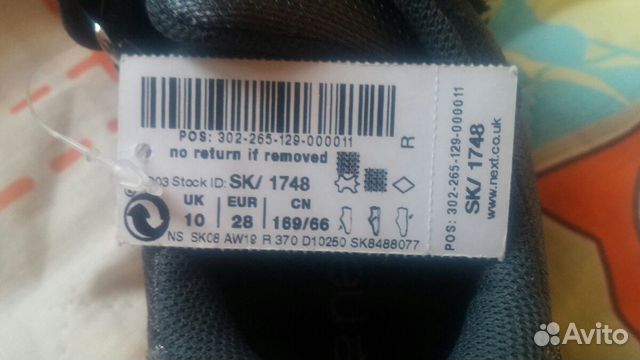 POS: 302-265-129-000011
no return if removed
R
Stock ID: SK/ 1748
UK EUR CN
10 28 169/66
NS SK08 AW19 R 370 D10250 SK8488077
POS: 302-265-129-000011
SK/ 1748
www.next.co.uk
Avito